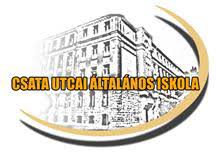 CSATA UTCAI ÁLTALÁNOS ISKOLA